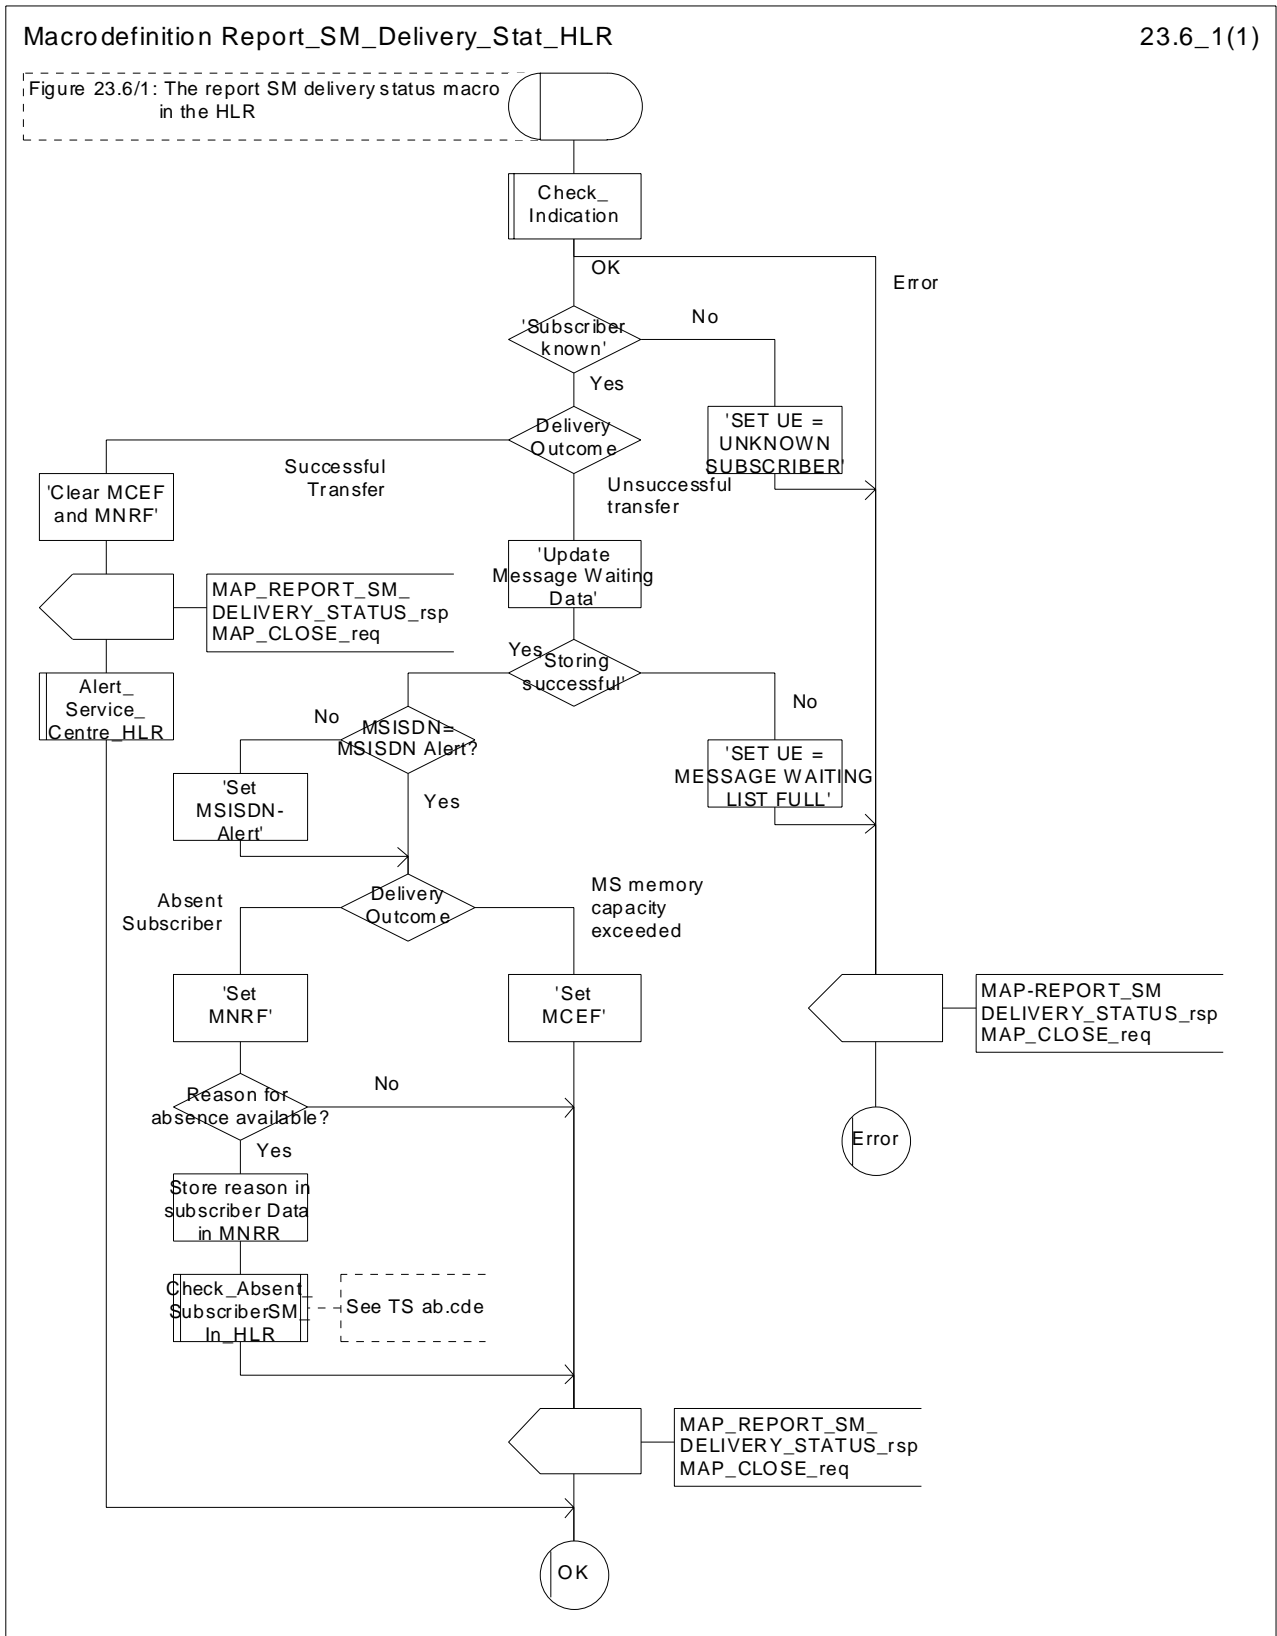 Macrodefinition Report_SM_Delivery_Stat_HLR
23.6_1(1)
Figure 23.6/1: The report SM delivery status macro
in the HLR
Check_
Indication
OK
Error
'Subscriber
known'
No
Yes
Delivery
Outcome
'SET UE =
UNKNOWN
SUBSCRIBER'
Successful
Transfer
Unsuccessful
transfer
'Clear MCEF
and MNRF'
'Update
Message Waiting
Data'
MAP_REPORT_SM_
DELIVERY_STATUS_rsp
MAP_CLOSE_req
Yes
'Storing
successful'
No
Alert_
Service_
Centre_HLR
No
MSISDN=
MSISDN Alert?
'SET UE =
MESSAGE WAITING
LIST FULL'
'Set
MSISDN-
Alert'
Yes
Absent
Subscriber
Delivery
Outcome
MS memory
capacity
exceeded
'Set
MNRF'
'Set
MCEF'
MAP-REPORT_SM
DELIVERY_STATUS_rsp
MAP_CLOSE_req
Reason for
absence available?
No
Error
Yes
Store reason in
subscriber Data
in MNRR
Check_Absent_
SubscriberSM_
In_HLR
See TS ab.cde
MAP_REPORT_SM_
DELIVERY_STATUS_rsp
MAP_CLOSE_req
OK